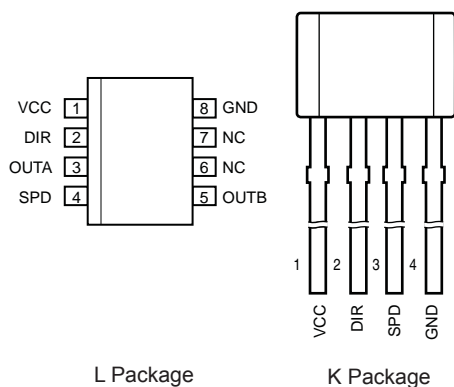 VCC 1 8 GND
DIR 2 7 NC
OUTA 3 6 NC
SPD 4 5 OUTB
L Package
1 2 3 4
VCC DIR SPD GND
K Package